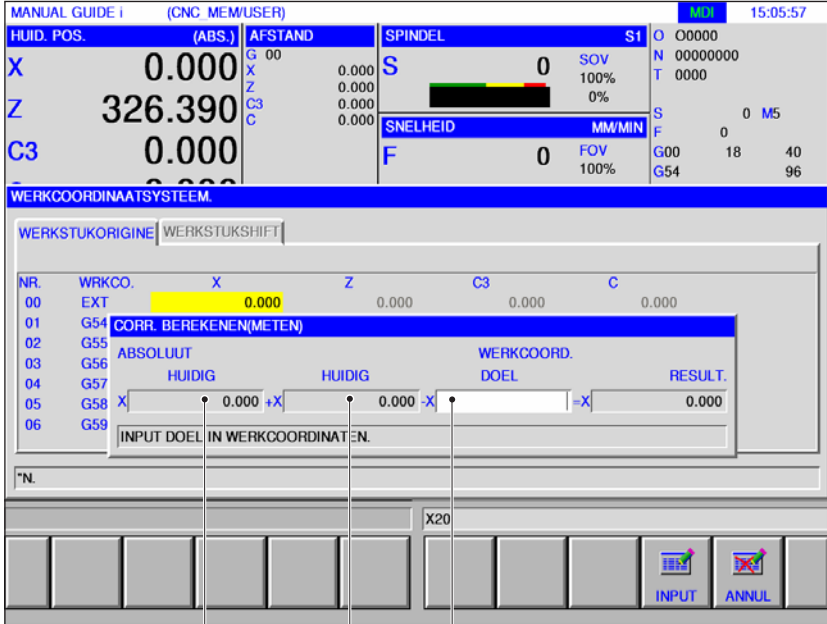 MANUAL GUIDE i (CNC_MEM/USER) MDI 15:05:57
HUID. POS. (ABS.) AFSTAND SPINDEL S1 O O0000
X 0.000 G 00 S 0 SOV N 00000000
X 0.000 100% T 0000
Z 326.390 Z 0.000 0%
C3 0.000 S 0 M5
C 0.000 SNELHEID MM/MIN F 0
C3 0.000 F 0 FOV G00 18 40
100% G54 96
WERKCOORDINAATSYSTEEM.
WERKSTUKORIGINE WERKSTUKSHIFT
NR. WRKCO. X Z C3 C
00 EXT 0.000 0.000 0.000 0.000
01 G54
02 G55
03 G56
04 G57
05 G58
06 G59
CORR. BEREKENEN(METEN)
ABSOLUUT WERKCOORD.
HUIDIG HUIDIG DOEL RESULT.
X 0.000 +X 0.000 -X =X 0.000
INPUT DOEL IN WERKCOORDINATEN.
"N.
X20
INPUT ANNUL